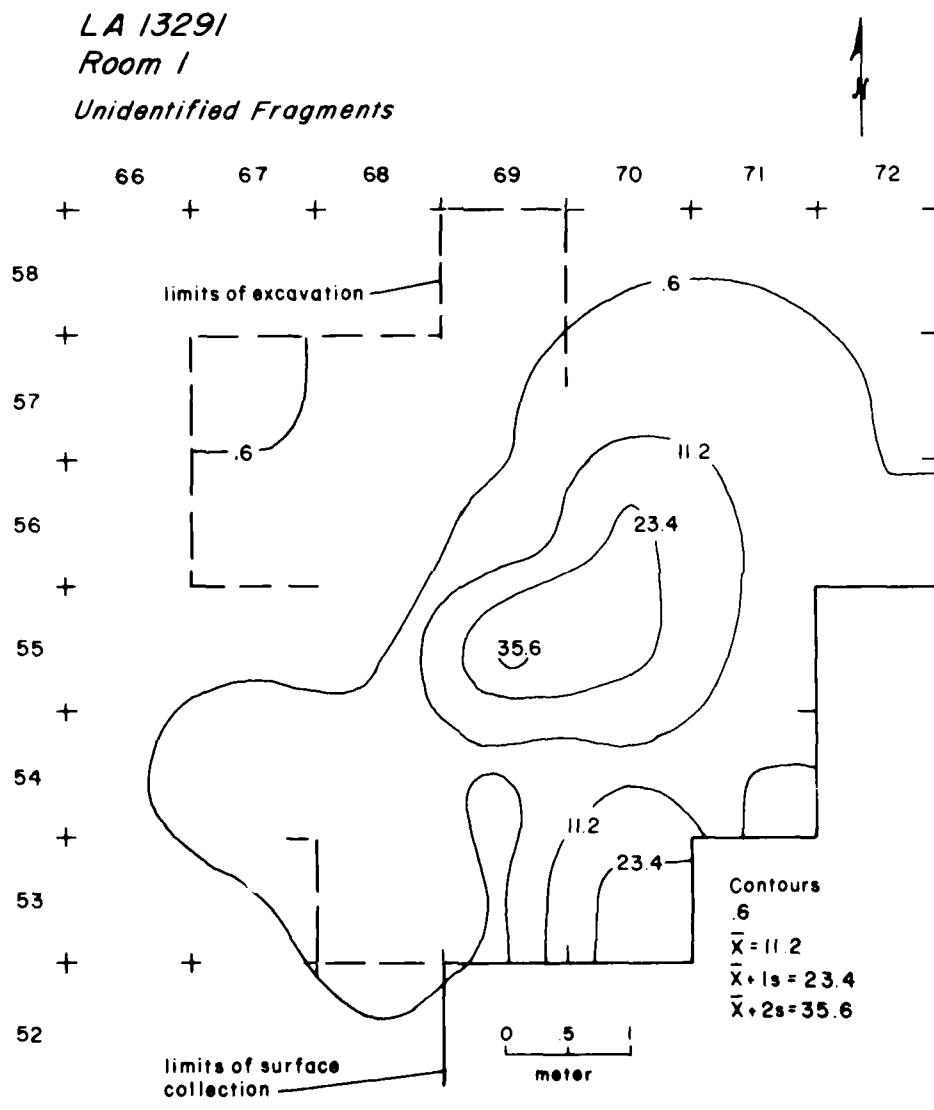 LA 13291
Room 1
Unidentified Fragments
N
66 67 68 69 70 71 72
58
limits of excavation
.6
57
.6
11.2
56
23.4
55
35.6
54
11.2
23.4
53
Contours
.6
X̄ = 11.2
X̄ + 1s = 23.4
X̄ + 2s = 35.6
52
0 .5 1
meter
limits of surface
collection